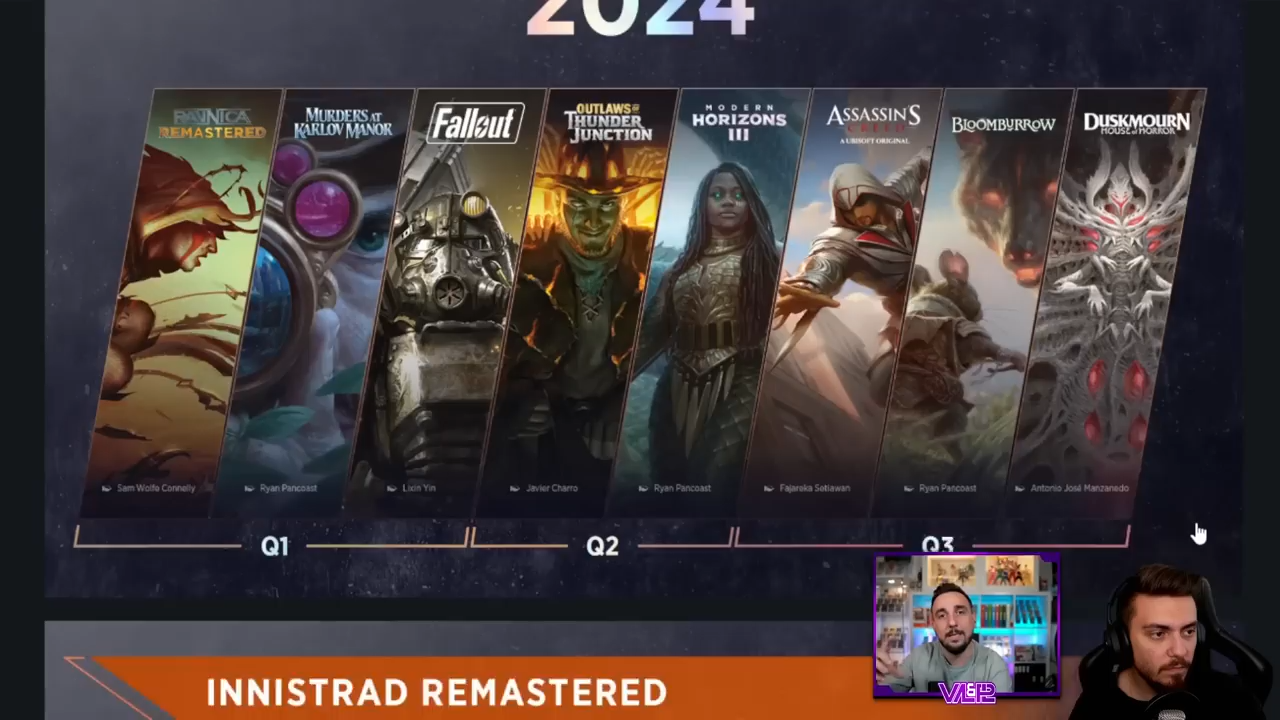 2024
RAVNICA
REMASTERED
MURDERS AT
KARLOV MANOR
Fallout
OUTLAWS OF
THUNDER
JUNCTION
MODERN
HORIZONS
III
ASSASSIN'S
CREED
A UBISOFT ORIGINAL
BLOOMBURROW
DUSKMOURN
HOUSE OF HORROR
Sam Wolfe Connelly
Ryan Pancoast
Lixin Yin
Javier Charro
Ryan Pancoast
Fajareka Setiawan
Ryan Pancoast
Antonio José Manzanedo
Q1
Q2
Q3
INNISTRAD REMASTERED